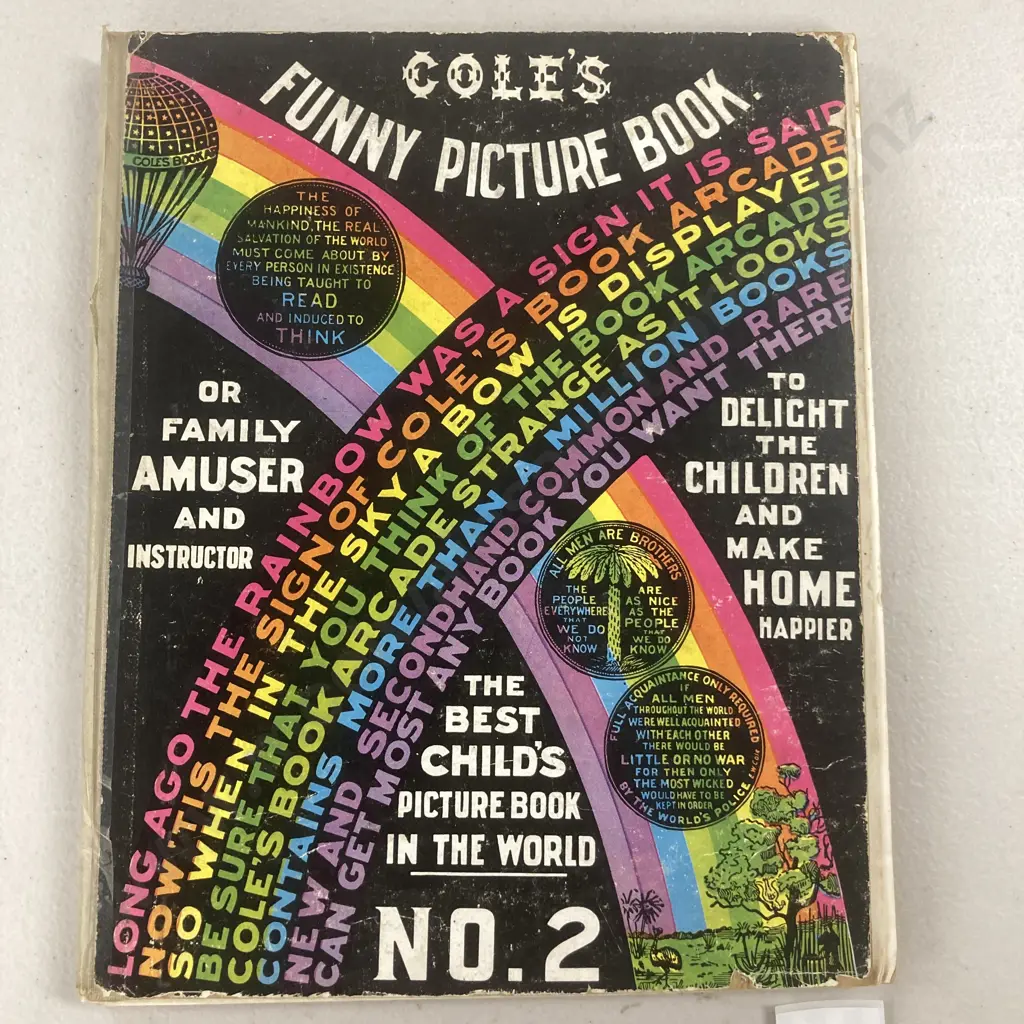 COLE'S
FUNNY PICTURE BOOK.
COLE'S BOOK A
THE
HAPPINESS OF
MANKIND, THE REAL
SALVATION OF THE WORLD
MUST COME ABOUT BY
EVERY PERSON IN EXISTENCE
BEING TAUGHT TO
READ
AND INDUCED TO
THINK
LONG AGO THE RAINBOW WAS A SIGN IT IS SAID
NOW 'TIS THE SIGN OF COLE'S BOOK ARCADE
SO WHEN IN THE SKY A BOW IS DISPLAYED
BE SURE THAT YOU THINK OF THE BOOK ARCADE
COLE'S BOOK ARCADE STRANGE AS IT LOOKS
CONTAINS MORE THAN A MILLION BOOKS
NEW AND SECONDHAND COMMON AND RARE
CAN GET MOST ANY BOOK YOU WANT THERE
OR
FAMILY
AMUSER
AND
INSTRUCTOR
TO
DELIGHT
THE
CHILDREN
AND
MAKE
HOME
HAPPIER
ALL MEN ARE BROTHERS
THE
PEOPLE
EVERYWHERE
THAT
WE DO
NOT
KNOW
ARE
AS NICE
AS THE
PEOPLE
THAT
WE DO
KNOW
FULL ACQUAINTANCE ONLY REQUIRED
IF
ALL MEN
THROUGHOUT THE WORLD
WERE WELL ACQUAINTED
WITH EACH OTHER
THERE WOULD BE
LITTLE OR NO WAR
FOR THEN ONLY
THE MOST WICKED
WOULD HAVE TO BE
KEPT IN ORDER
BY THE WORLD'S POLICE
THE
BEST
CHILD'S
PICTURE BOOK
IN THE WORLD
NO. 2